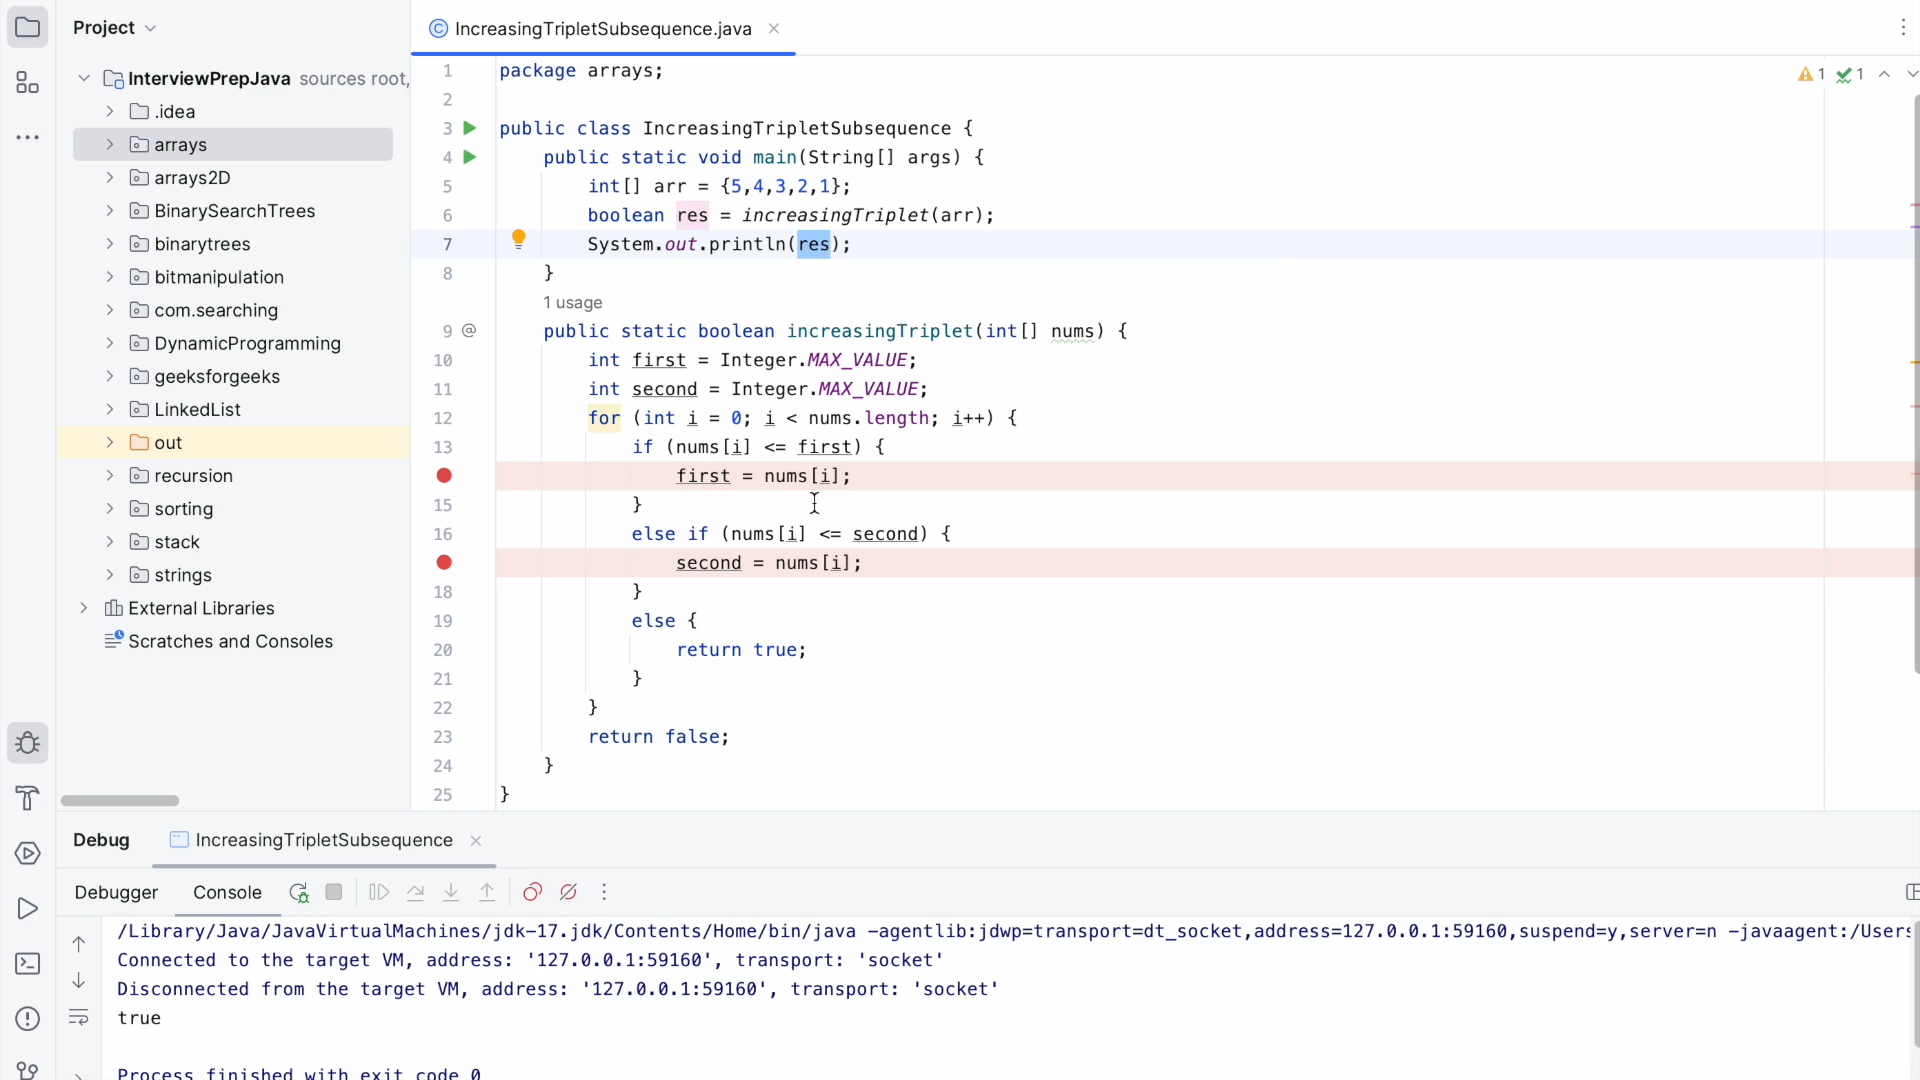 Project
InterviewPrepJava sources root,
.idea
arrays
arrays2D
BinarySearchTrees
binarytrees
bitmanipulation
com.searching
DynamicProgramming
geeksforgeeks
LinkedList
out
recursion
sorting
stack
strings
External Libraries
Scratches and Consoles
IncreasingTripletSubsequence.java
1 1
1 package arrays;
2
3 public class IncreasingTripletSubsequence {
4 public static void main(String[] args) {
5 int[] arr = {5,4,3,2,1};
6 boolean res = increasingTriplet(arr);
7 System.out.println(res);
8 }
1 usage
9 @ public static boolean increasingTriplet(int[] nums) {
10 int first = Integer.MAX_VALUE;
11 int second = Integer.MAX_VALUE;
12 for (int i = 0; i < nums.length; i++) {
13 if (nums[i] <= first) {
first = nums[i];
15 }
16 else if (nums[i] <= second) {
second = nums[i];
18 }
19 else {
20 return true;
21 }
22 }
23 return false;
24 }
25 }
Debug IncreasingTripletSubsequence
Debugger Console
/Library/Java/JavaVirtualMachines/jdk-17.jdk/Contents/Home/bin/java -agentlib:jdwp=transport=dt_socket,address=127.0.0.1:59160,suspend=y,server=n -javaagent:/Users
Connected to the target VM, address: '127.0.0.1:59160', transport: 'socket'
Disconnected from the target VM, address: '127.0.0.1:59160', transport: 'socket'
true
Process finished with exit code 0